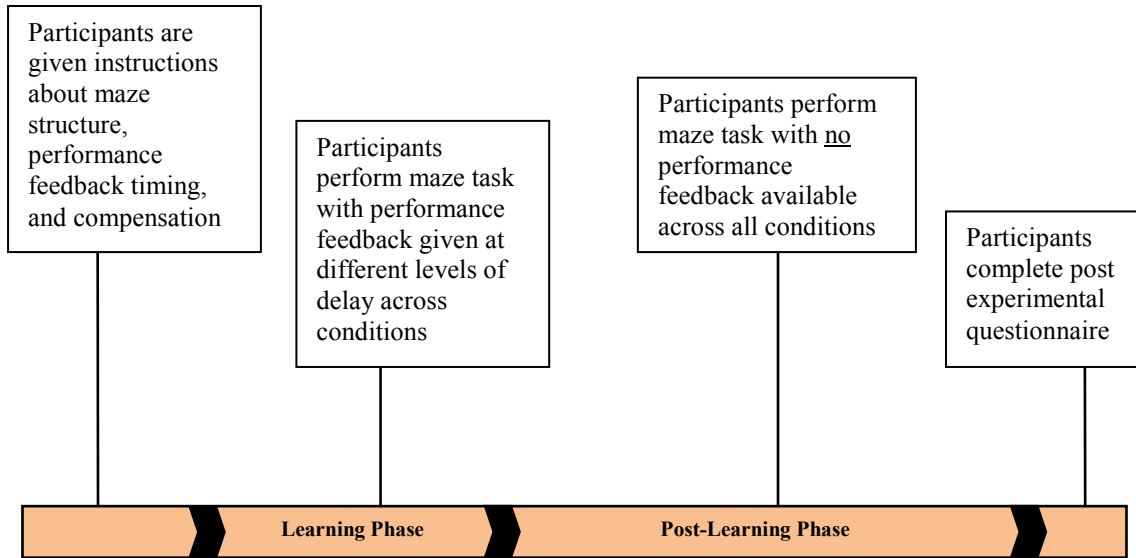 Participants are
given instructions
about maze
structure,
performance
feedback timing,
and compensation
Participants
perform maze task
with performance
feedback given at
different levels of
delay across
conditions
Participants perform
maze task with no
performance
feedback available
across all conditions
Participants
complete post
experimental
questionnaire
Learning Phase
Post-Learning Phase